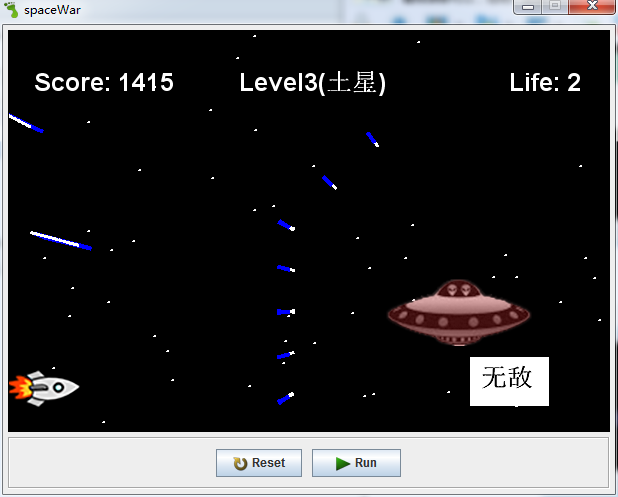 spaceWar
Score: 1415
Level3(土星)
Life: 2
无敌
Reset
Run